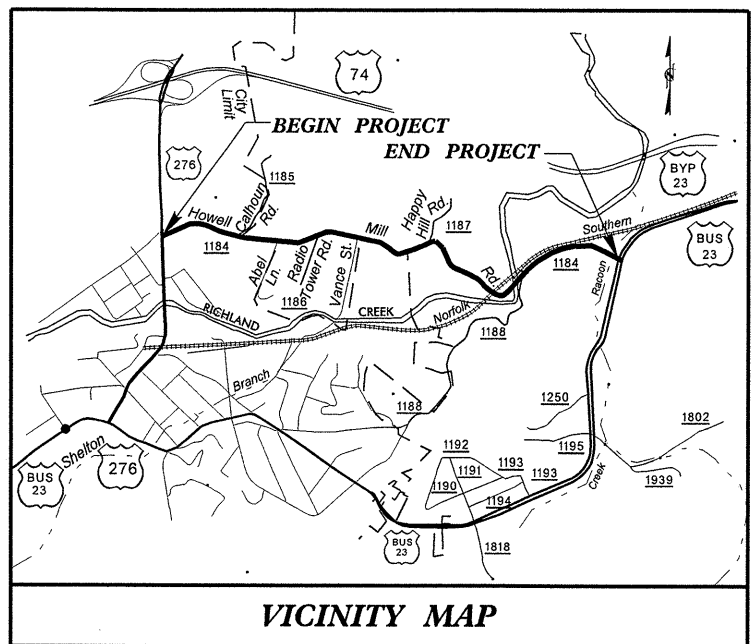 74
City
Limit
BEGIN PROJECT
END PROJECT
276
1185
BYP
23
Calhoun
Rd.
Happy
Hill Rd.
1187
Howell
Mill
Rd.
Southern
BUS
23
1184
1184
Abel
Ln.
Radio
Tower Rd.
Vance St.
Racoon
1186
RICHLAND
CREEK
Norfolk
1188
Branch
1188
1250
1802
1192
1195
Shelton
276
BUS
23
1191
1193
1193
1190
1194
1939
Creek
BUS
23
1818
VICINITY MAP